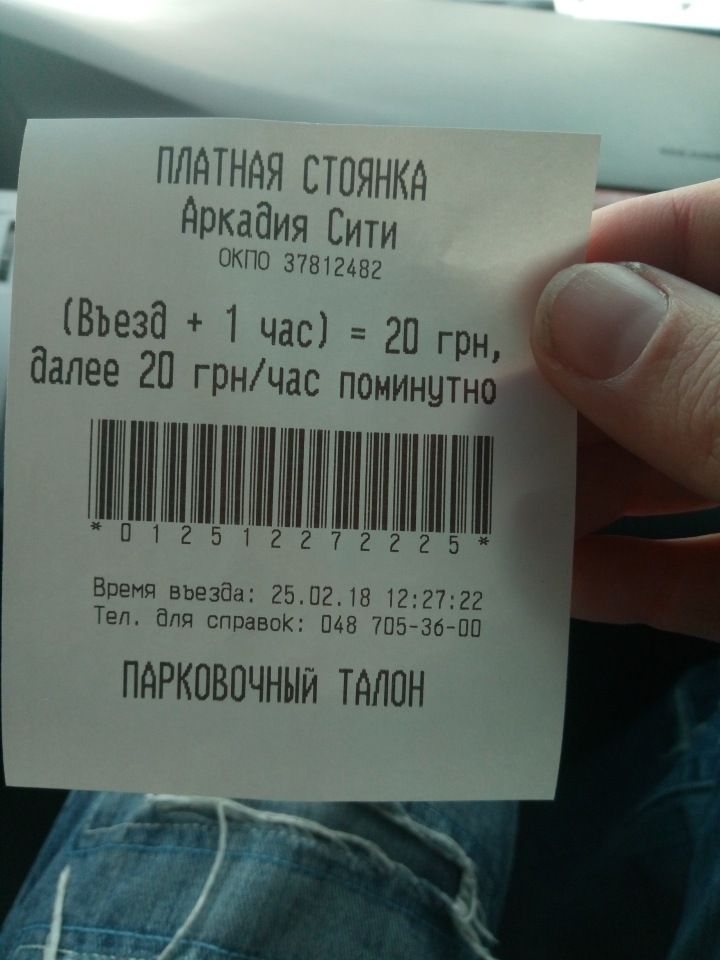 ПЛАТНАЯ СТОЯНКА
Аркадия Сити
ОКПО 37812482
(Въезд + 1 час) = 20 грн,
далее 20 грн/час поминутно
*012512272225*
Время въезда: 25.02.18 12:27:22
Тел. для справок: 048 705-36-00
ПАРКОВОЧНЫЙ ТАЛОН